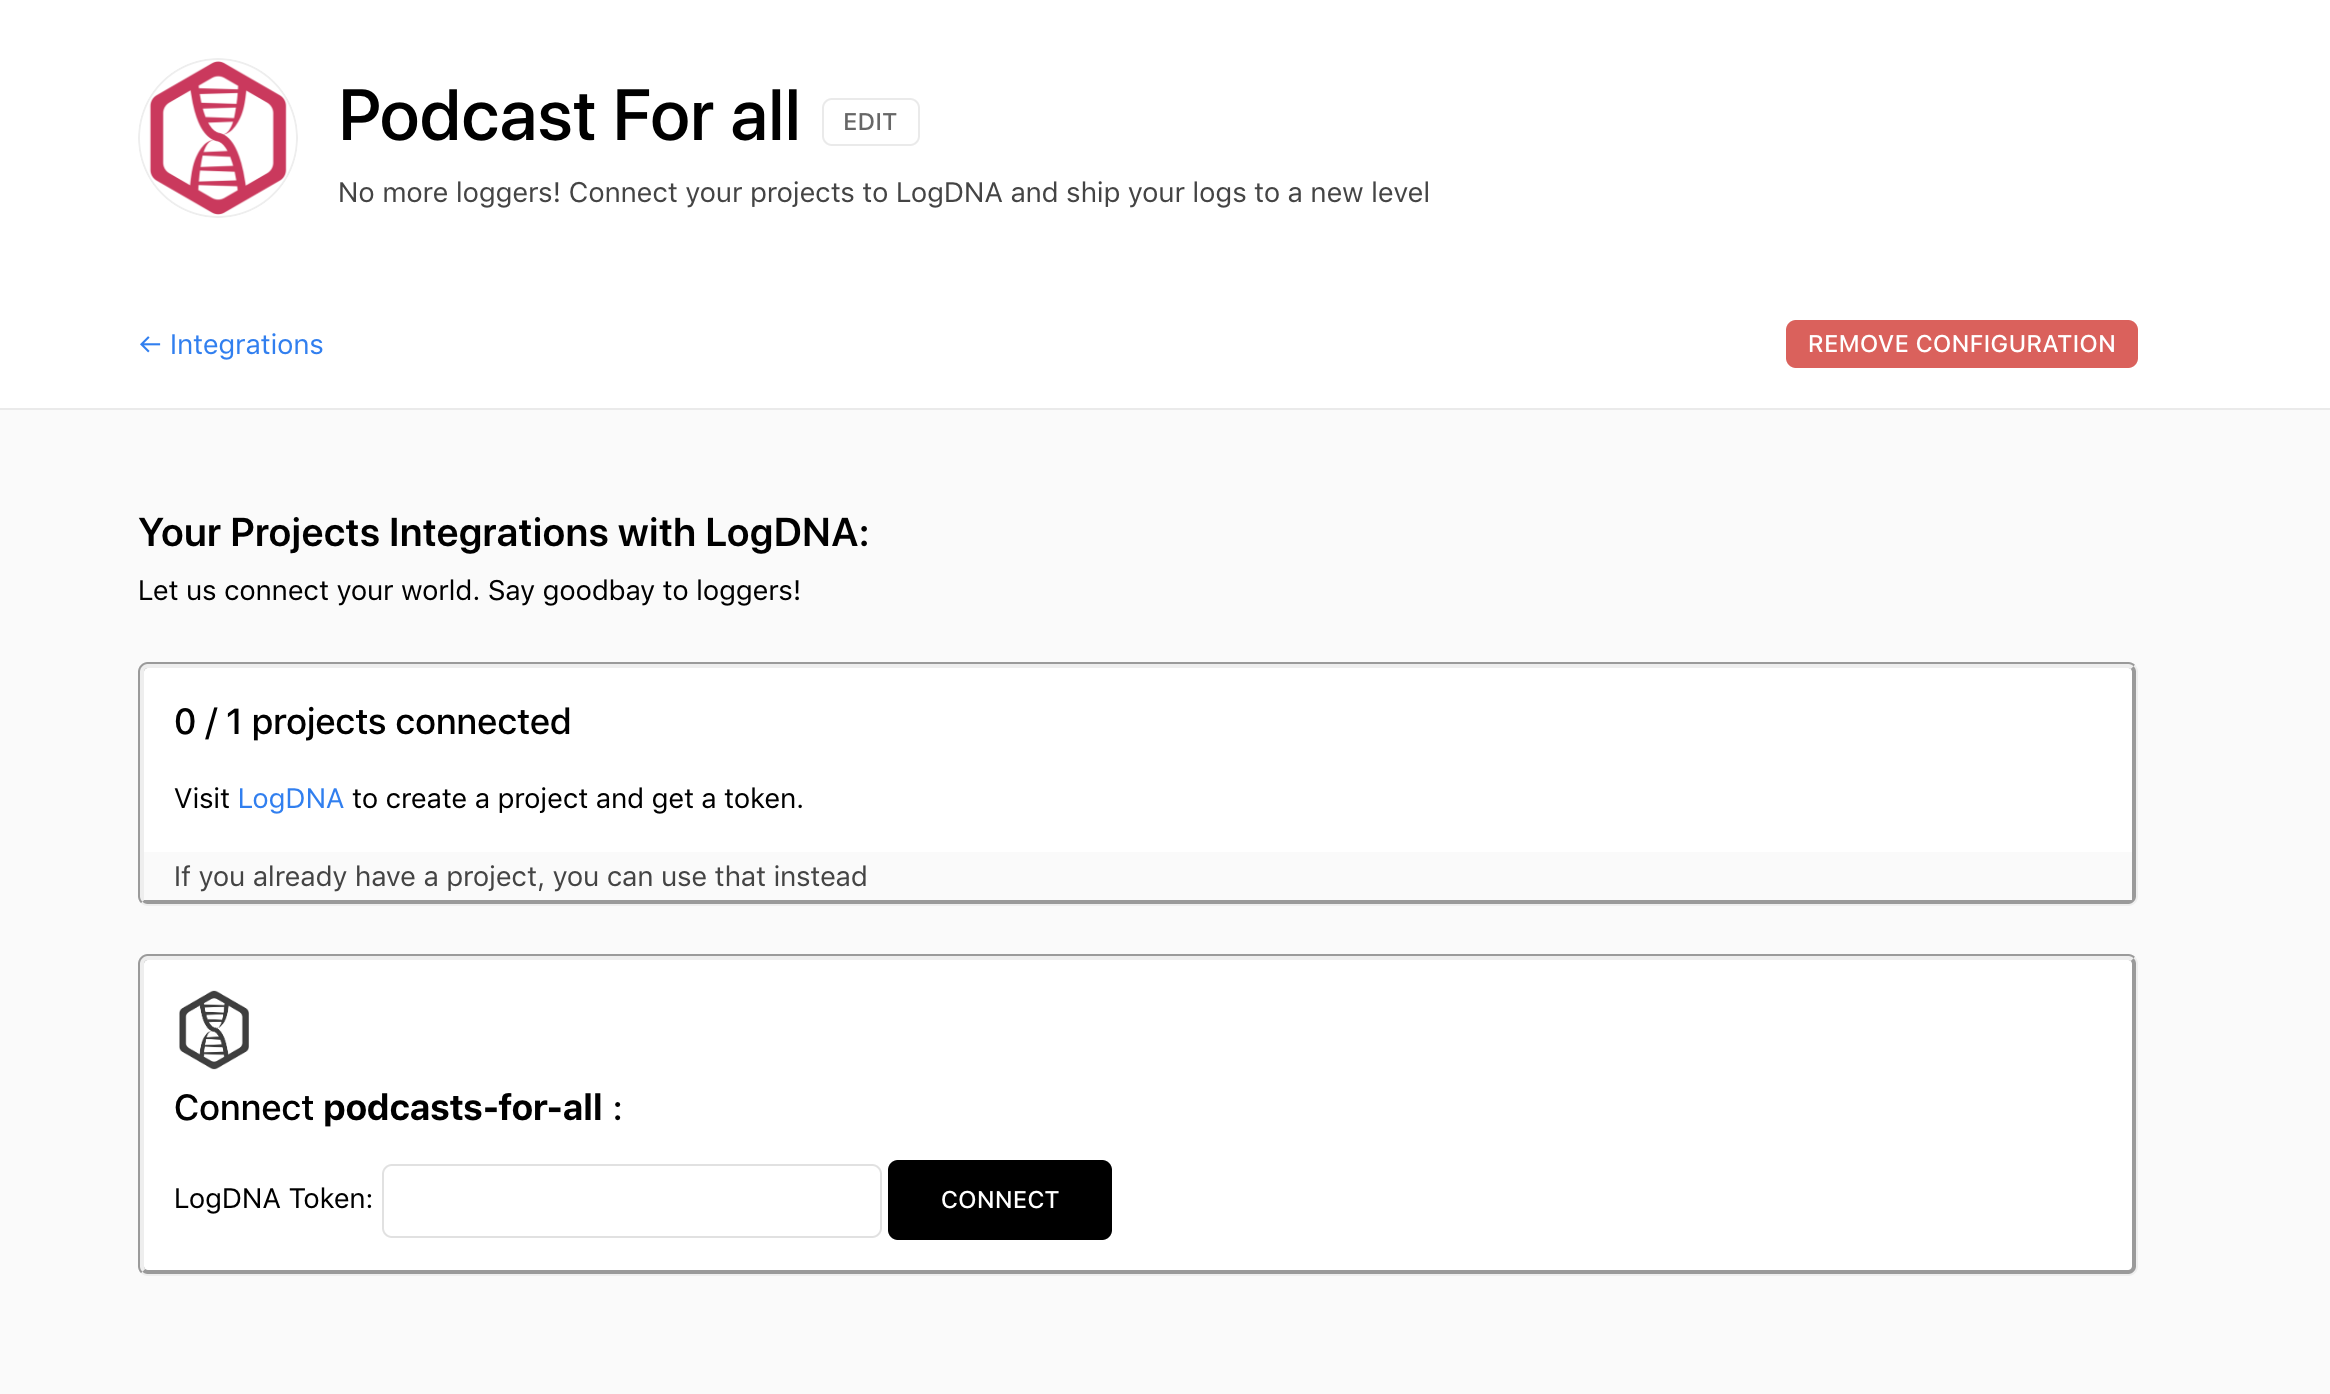 Podcast For all
EDIT
No more loggers! Connect your projects to LogDNA and ship your logs to a new level
← Integrations
REMOVE CONFIGURATION
Your Projects Integrations with LogDNA:
Let us connect your world. Say goodbay to loggers!
0 / 1 projects connected
Visit LogDNA to create a project and get a token.
If you already have a project, you can use that instead
Connect podcasts-for-all :
LogDNA Token:
CONNECT